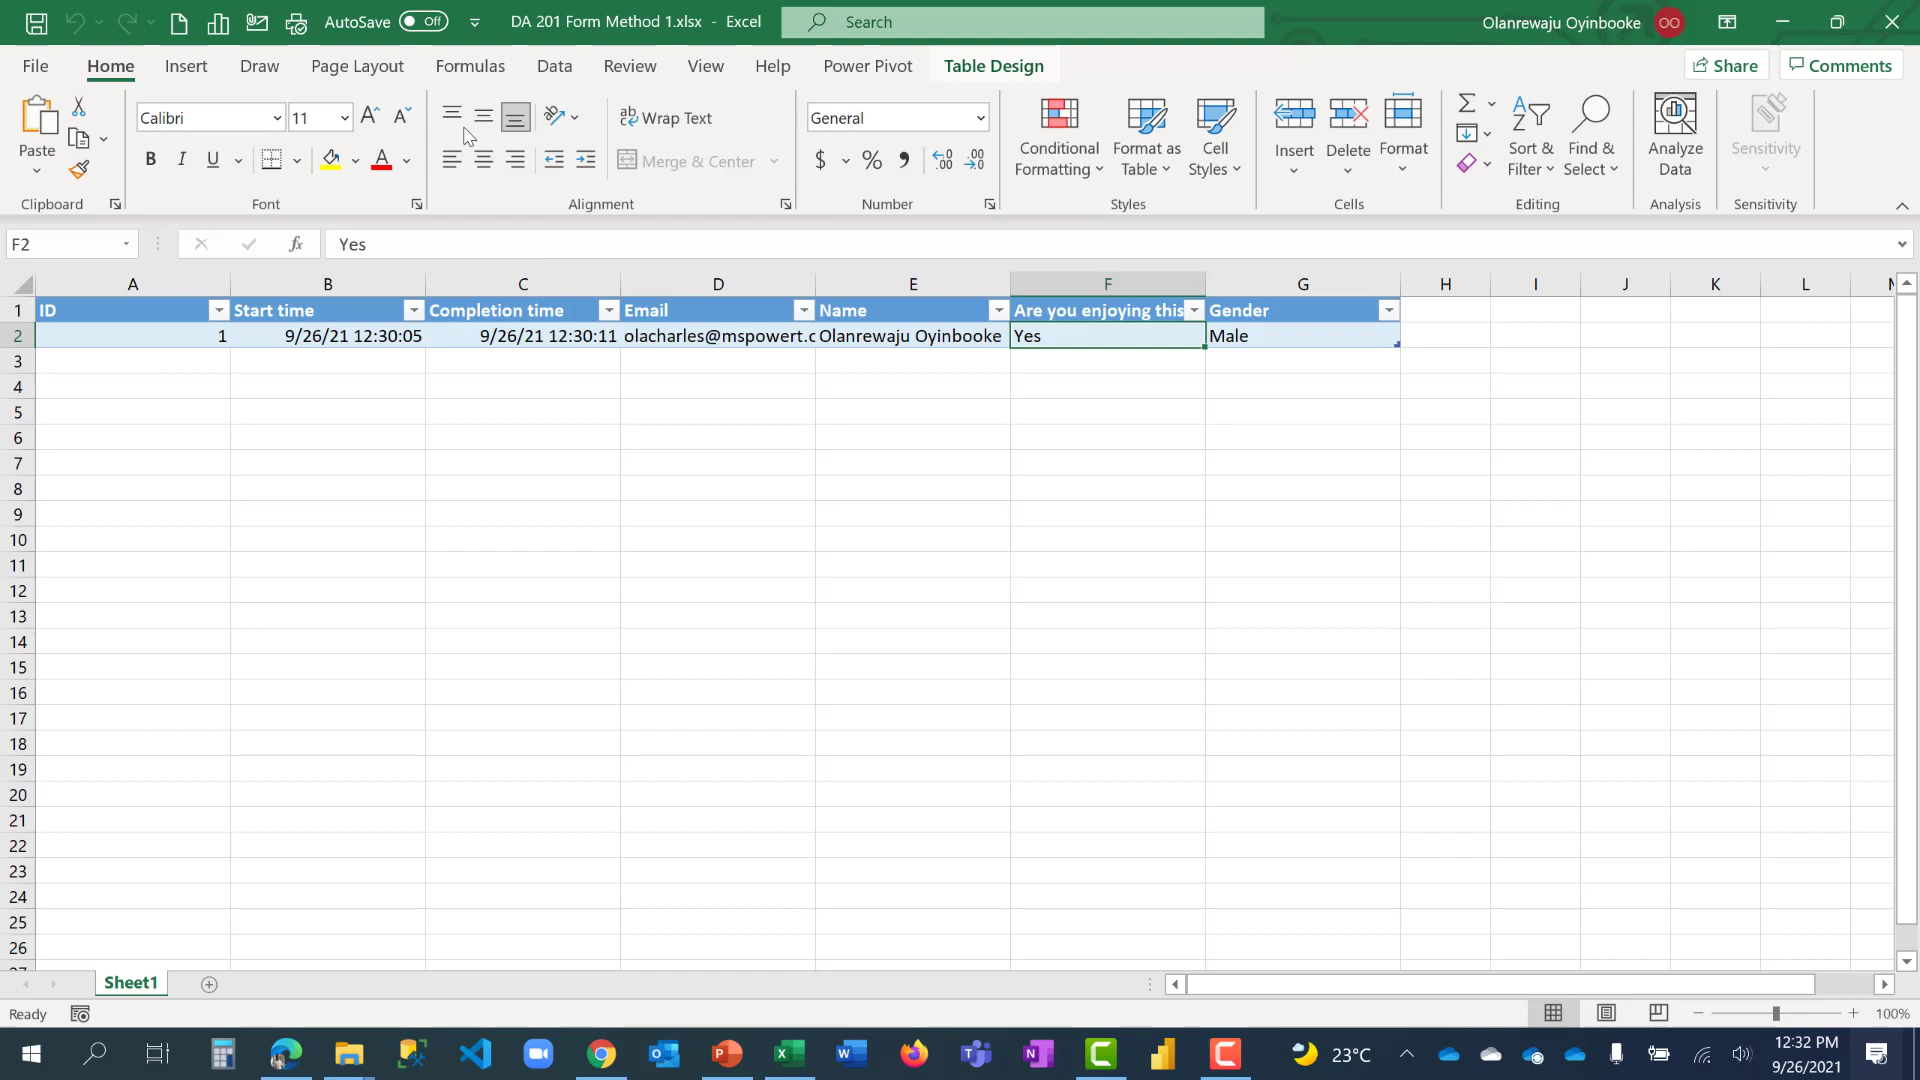 AutoSave Off DA 201 Form Method 1.xlsx - Excel Search Olanrewaju Oyinbooke OO
File Home Insert Draw Page Layout Formulas Data Review View Help Power Pivot Table Design Share Comments
Paste Calibri 11 Wrap Text General Conditional Formatting Format as Table Cell Styles Insert Delete Format Sort & Filter Find & Select Analyze Data Sensitivity
B I U Merge & Center $ %
Clipboard Font Alignment Number Styles Cells Editing Analysis Sensitivity
F2 fx Yes
A B C D E F G H I J K L
1 ID Start time Completion time Email Name Are you enjoying this Gender
2 1 9/26/21 12:30:05 9/26/21 12:30:11 olacharles@mspowert.c Olanrewaju Oyinbooke Yes Male
3
4
5
6
7
8
9
10
11
12
13
14
15
16
17
18
19
20
21
22
23
24
25
26
Sheet1
Ready 100%
23°C 12:32 PM
9/26/2021